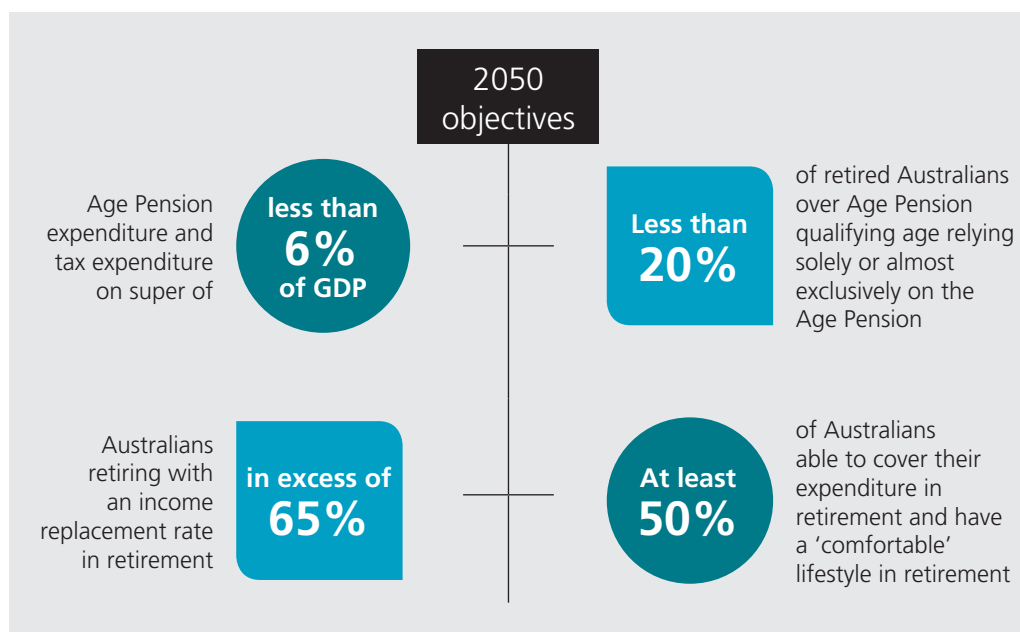 2050
objectives
Age Pension
expenditure and
tax expenditure
on super of
less than
6%
of GDP
Less than
20%
of retired Australians
over Age Pension
qualifying age relying
solely or almost
exclusively on the
Age Pension
Australians
retiring with
an income
replacement rate
in retirement
in excess of
65%
At least
50%
of Australians
able to cover their
expenditure in
retirement and have
a ‘comfortable’
lifestyle in retirement